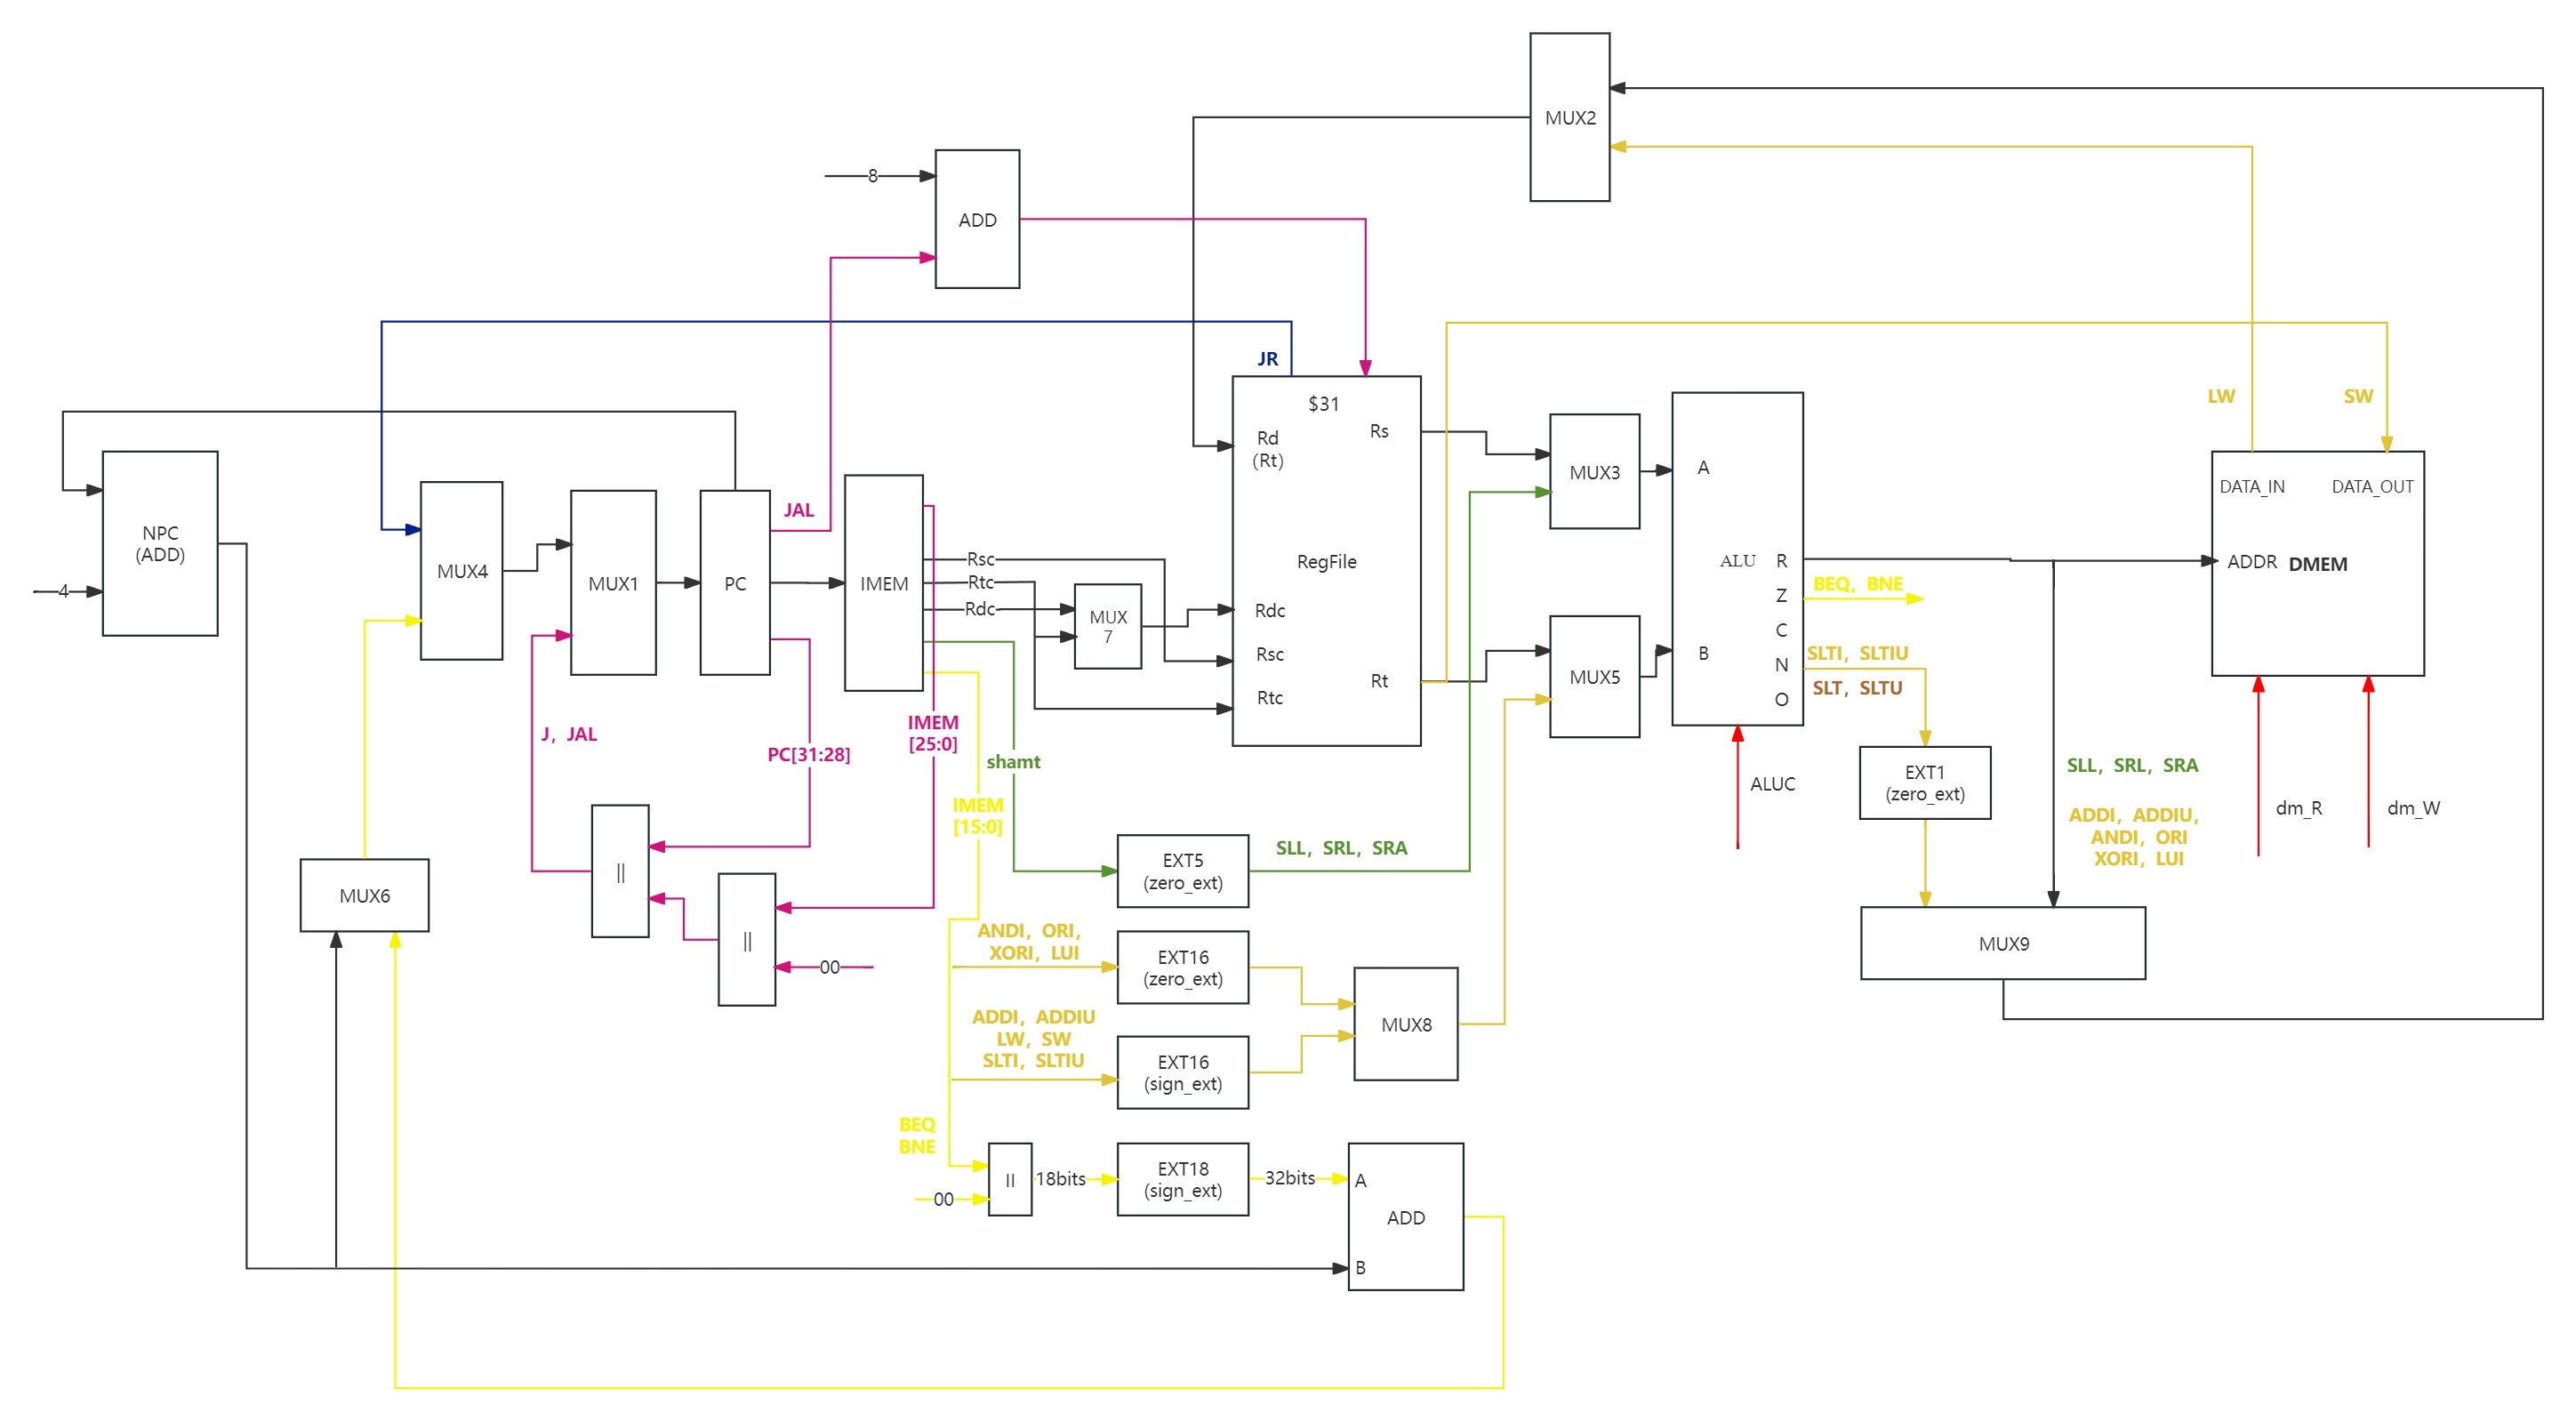 MUX2
8
ADD
JR
$31
Rd
(Rt)
Rs
RegFile
Rdc
Rsc
Rtc
Rt
LW
SW
NPC
(ADD)
4
MUX4
MUX1
PC
JAL
IMEM
Rsc
Rtc
Rdc
MUX
7
MUX3
MUX5
A
B
ALU
R
Z
C
N
O
BEQ, BNE
SLTI, SLTIU
SLT, SLTU
DATA_IN
DATA_OUT
ADDR
DMEM
J, JAL
PC[31:28]
IMEM
[25:0]
shamt
IMEM
[15:0]
ALUC
EXT1
(zero_ext)
SLL, SRL, SRA
ADDI, ADDIU,
ANDI, ORI
XORI, LUI
dm_R
dm_W
MUX6
||
||
00
EXT5
(zero_ext)
SLL, SRL, SRA
ANDI, ORI,
XORI, LUI
EXT16
(zero_ext)
MUX8
MUX9
ADDI, ADDIU
LW, SW
SLTI, SLTIU
EXT16
(sign_ext)
BEQ
BNE
00
||
18bits
EXT18
(sign_ext)
32bits
A
ADD
B